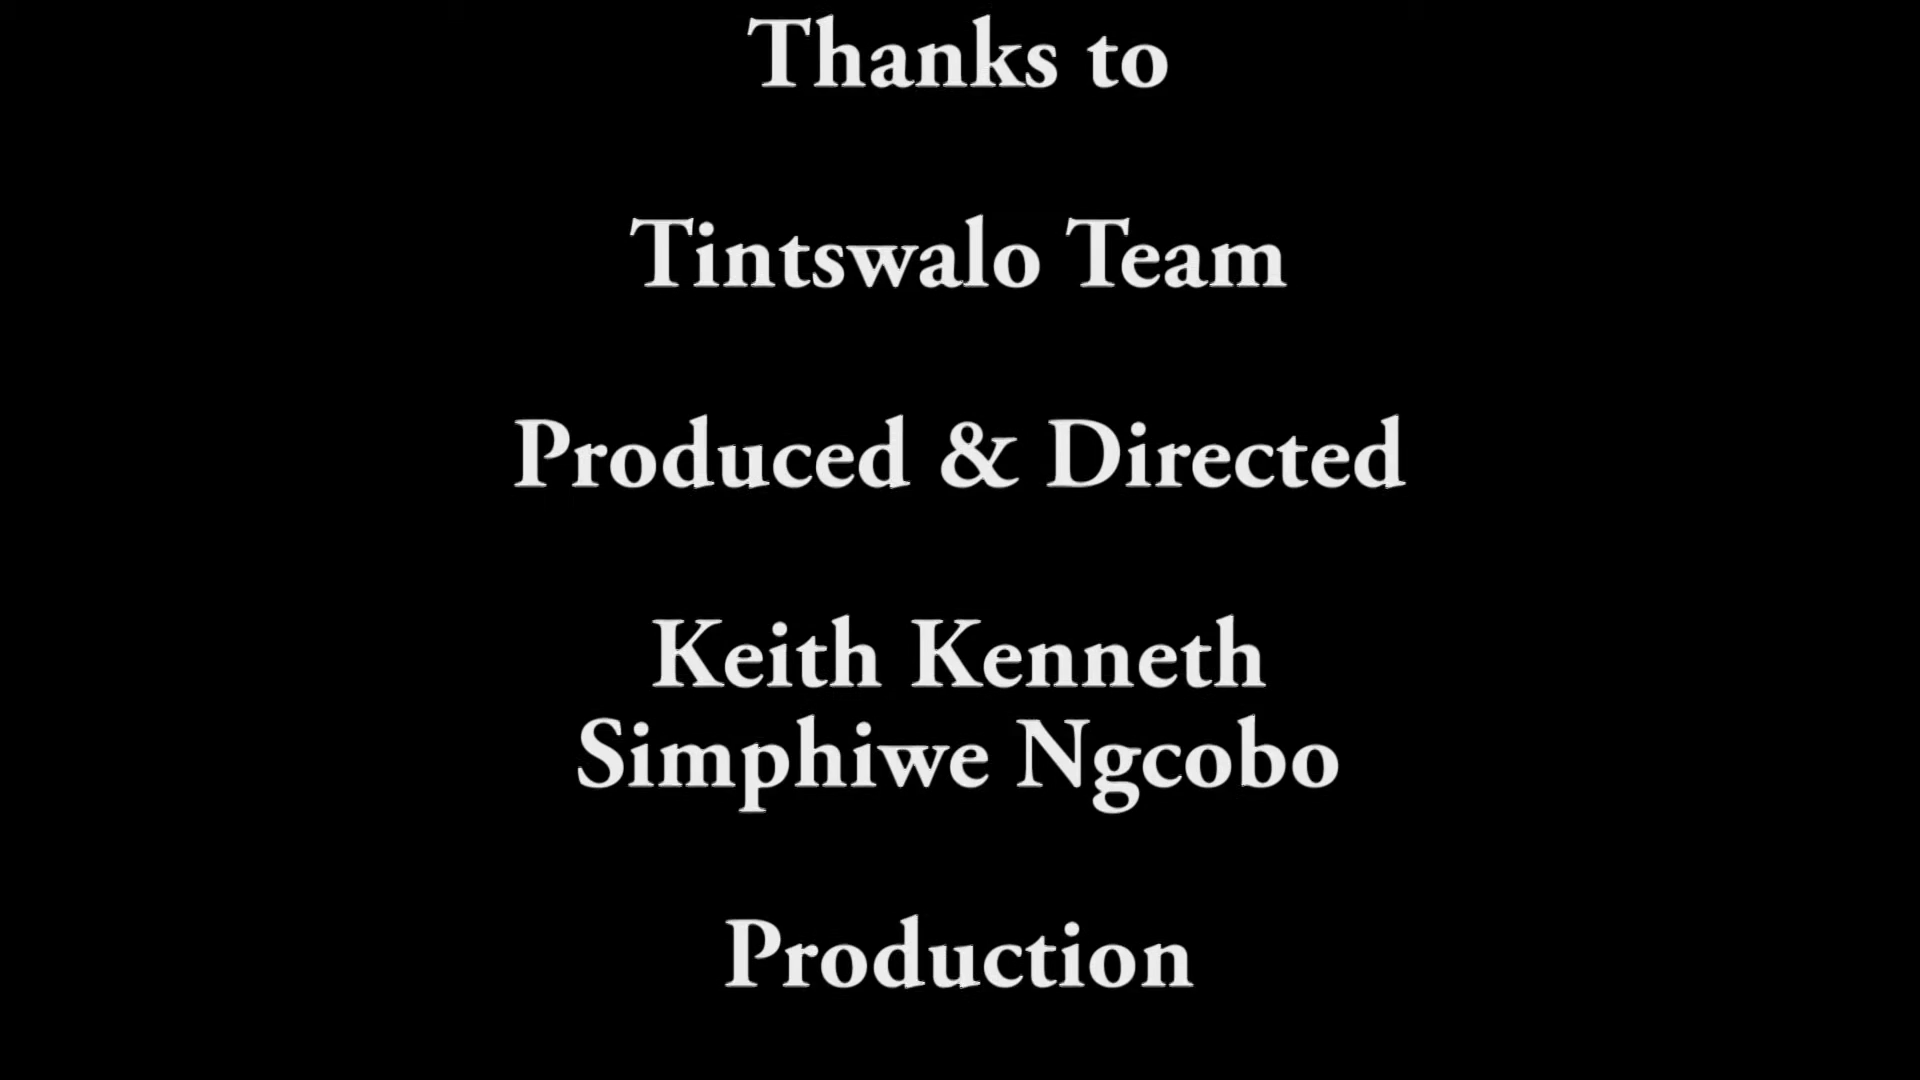 Thanks to
Tintswalo Team
Produced & Directed
Keith Kenneth
Simphiwe Ngcobo
Production